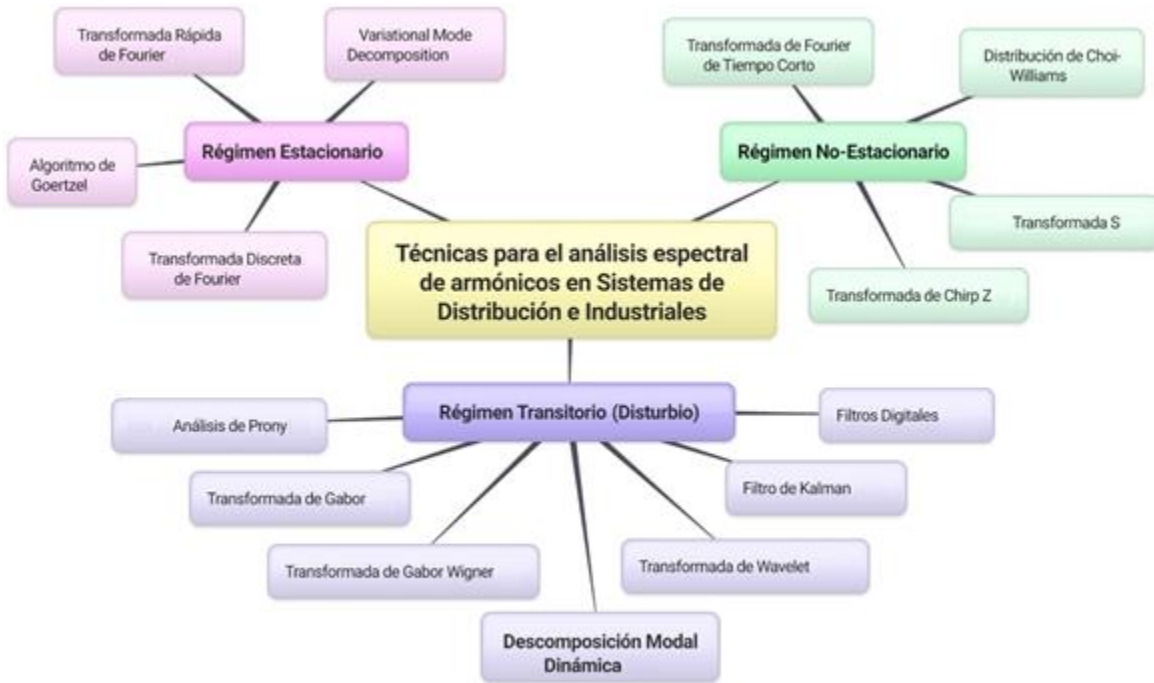 Transformada Rápida
de Fourier
Variational Mode
Decomposition
Régimen Estacionario
Algoritmo de
Goertzel
Transformada Discreta
de Fourier
Transformada de Fourier
de Tiempo Corto
Distribución de Choi-
Williams
Régimen No-Estacionario
Transformada S
Transformada de Chirp Z
Técnicas para el análisis espectral
de armónicos en Sistemas de
Distribución e Industriales
Régimen Transitorio (Disturbio)
Análisis de Prony
Filtros Digitales
Transformada de Gabor
Filtro de Kalman
Transformada de Gabor Wigner
Transformada de Wavelet
Descomposición Modal
Dinámica